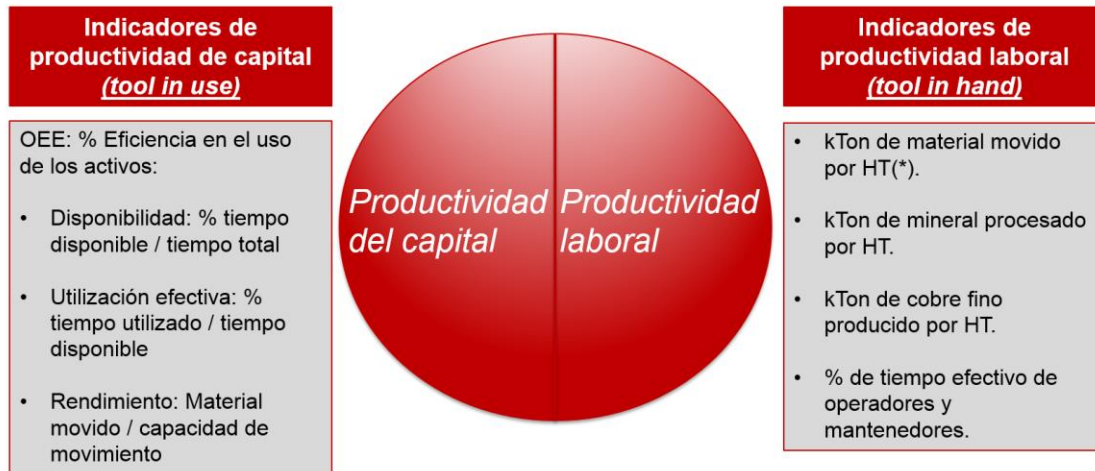 Indicadores de
productividad de capital
(tool in use)
OEE: % Eficiencia en el uso
de los activos:
• Disponibilidad: % tiempo
disponible / tiempo total
• Utilización efectiva: %
tiempo utilizado / tiempo
disponible
• Rendimiento: Material
movido / capacidad de
movimiento
Productividad
del capital
Productividad
laboral
Indicadores de
productividad laboral
(tool in hand)
• kTon de material movido
por HT(*).
• kTon de mineral procesado
por HT.
• kTon de cobre fino
producido por HT.
• % de tiempo efectivo de
operadores y
mantenedores.